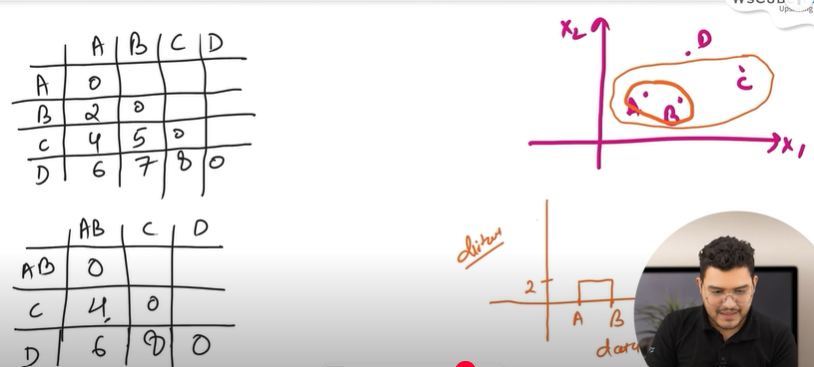 A B C D
A 0
B 2 0
C 4 5 0
D 6 7 8 0
AB C D
AB 0
C 4 0
D 6 8 0
x₂
D
C
A
B
x₁
2
A B